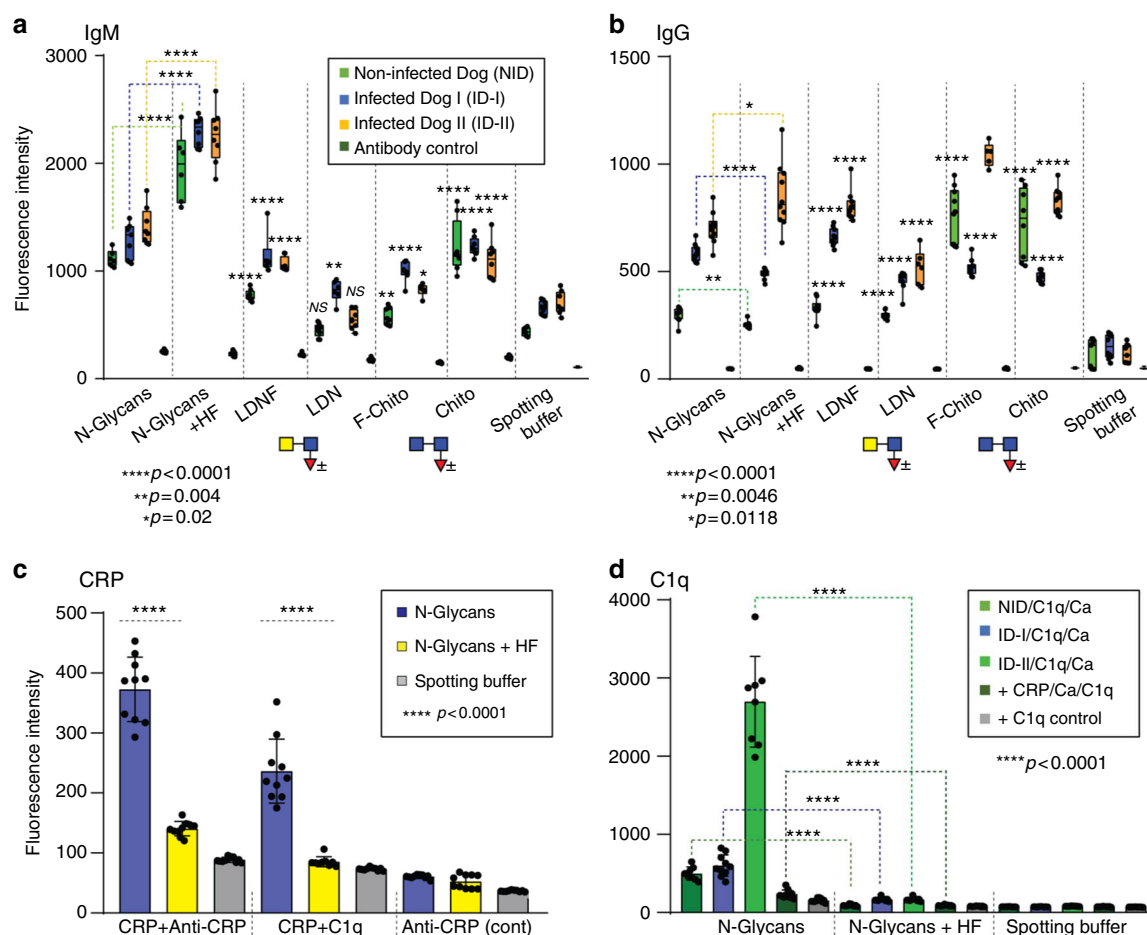 a
IgM
3000
2000
1000
0
Fluorescence intensity
****
****
****
Non-infected Dog (NID)
Infected Dog I (ID-I)
Infected Dog II (ID-II)
Antibody control
****
****
****
NS
**
NS
**
****
*
****
****
****
N-Glycans
N-Glycans
+HF
LDNF
LDN
F-Chito
Chito
Spotting
buffer
±
±
****p<0.0001
**p=0.004
*p=0.02
b
IgG
1500
1000
500
0
*
****
**
****
****
****
****
****
****
****
****
****
****
N-Glycans
N-Glycans
+HF
LDNF
LDN
F-Chito
Chito
Spotting
buffer
±
±
****p<0.0001
**p=0.0046
*p=0.0118
c
CRP
500
400
300
200
100
0
Fluorescence intensity
****
****
N-Glycans
N-Glycans + HF
Spotting buffer
**** p<0.0001
CRP+Anti-CRP
CRP+C1q
Anti-CRP (cont)
d
C1q
4000
3000
2000
1000
0
****
****
****
****
NID/C1q/Ca
ID-I/C1q/Ca
ID-II/C1q/Ca
+ CRP/Ca/C1q
+ C1q control
****p<0.0001
N-Glycans
N-Glycans + HF
Spotting buffer